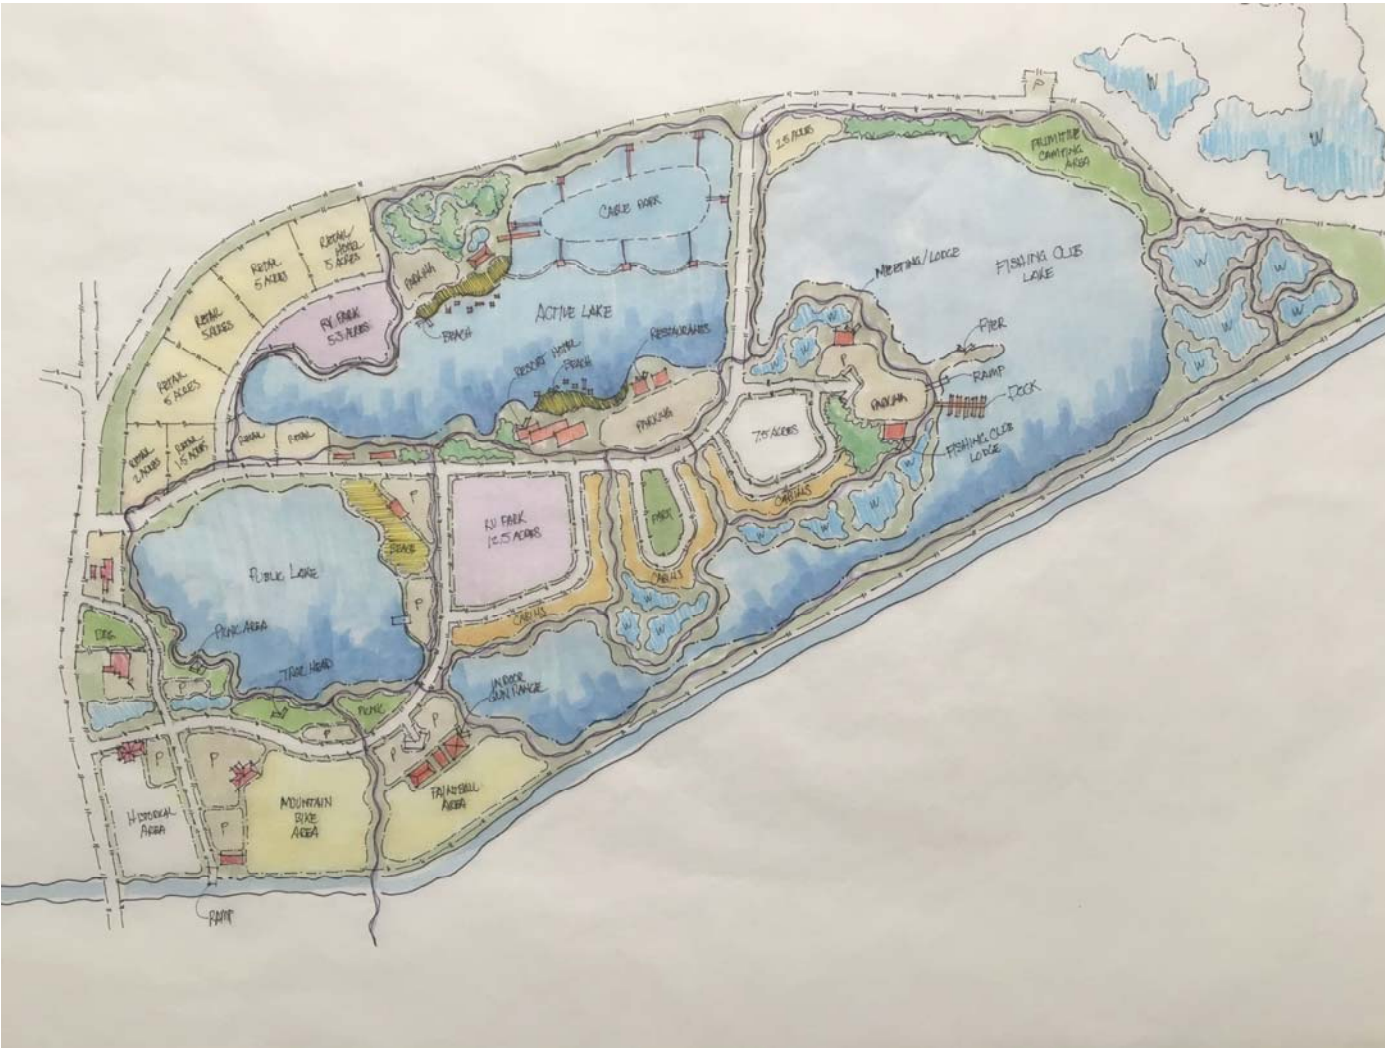 P
W
W
PRIMITIVE
CAMPING
AREA
2.5 ACRES
CABLE PARK
RETAIL/
HOTEL
5 ACRES
RETAIL
5 ACRES
RETAIL
5 ACRES
RETAIL
5 ACRES
RETAIL
2 ACRES
RETAIL
1.5 ACRES
RETAIL
RETAIL
RV PARK
5.3 ACRES
PARKING
BEACH
ACTIVE LAKE
RESORT HOTEL
BEACH
RESTAURANTS
PARKING
MEETING/LODGE
FISHING CLUB
LAKE
W
W
W
W
W
W
W
W
P
PARKING
PIER
RAMP
DOCK
FISHING CLUB
LODGE
7.5 ACRES
CABINS
W
W
W
W
PARK
CABINS
CABINS
W
W
W
RV PARK
12.5 ACRES
P
BEACH
P
PUBLIC LAKE
PICNIC AREA
TRAIL HEAD
DOG
P
P
PICNIC
INDOOR
GUN RANGE
P
P
PAINTBALL
AREA
MOUNTAIN
BIKE
AREA
P
P
P
HISTORICAL
AREA
RAMP